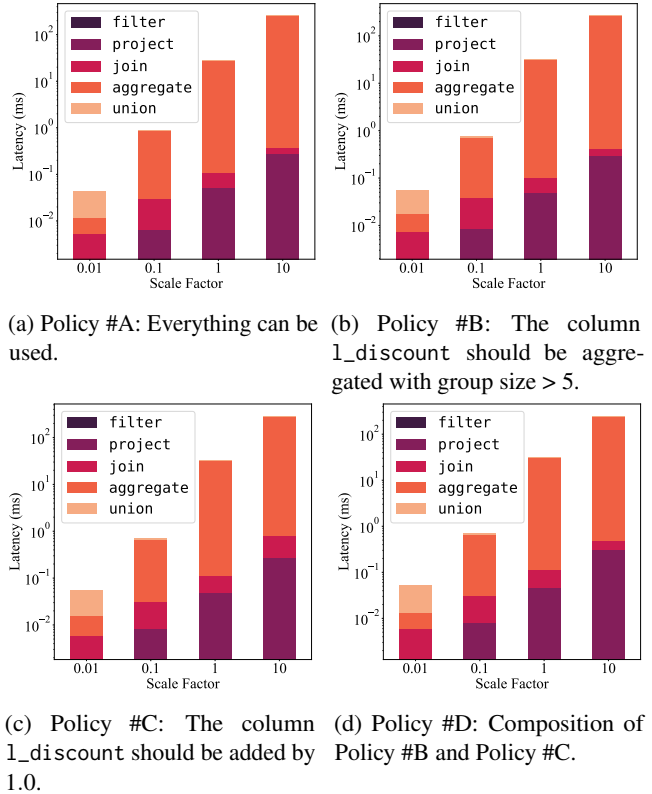 filter
project
join
aggregate
union
Latency (ms)
10^2
10^1
10^0
10^-1
10^-2
0.01 0.1 1 10
Scale Factor
filter
project
join
aggregate
union
Latency (ms)
10^2
10^1
10^0
10^-1
10^-2
0.01 0.1 1 10
Scale Factor
(a) Policy #A: Everything can be
used.
(b) Policy #B: The column
l_discount should be aggre-
gated with group size > 5.
filter
project
join
aggregate
union
Latency (ms)
10^2
10^1
10^0
10^-1
10^-2
0.01 0.1 1 10
Scale Factor
filter
project
join
aggregate
union
Latency (ms)
10^2
10^1
10^0
10^-1
10^-2
0.01 0.1 1 10
Scale Factor
(c) Policy #C: The column
l_discount should be added by
1.0.
(d) Policy #D: Composition of
Policy #B and Policy #C.